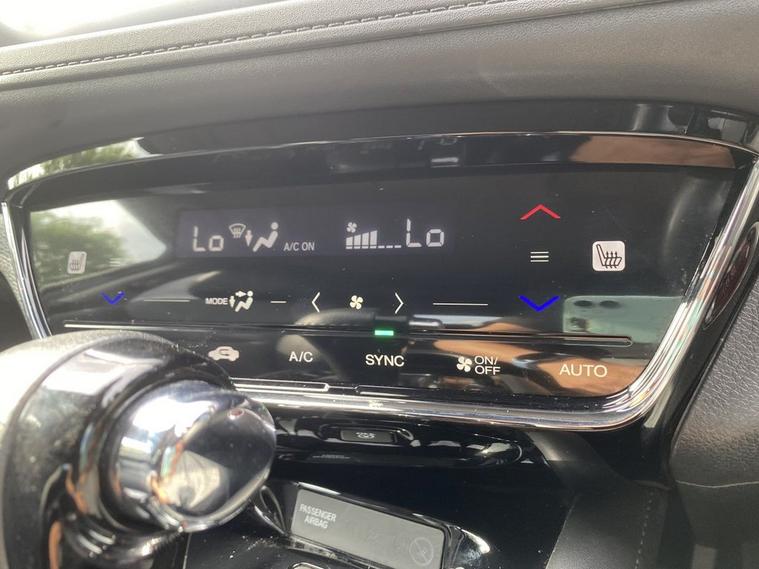 Lo A/C ON Lo
MODE
A/C SYNC ON/
OFF AUTO
PASSENGER
AIRBAG